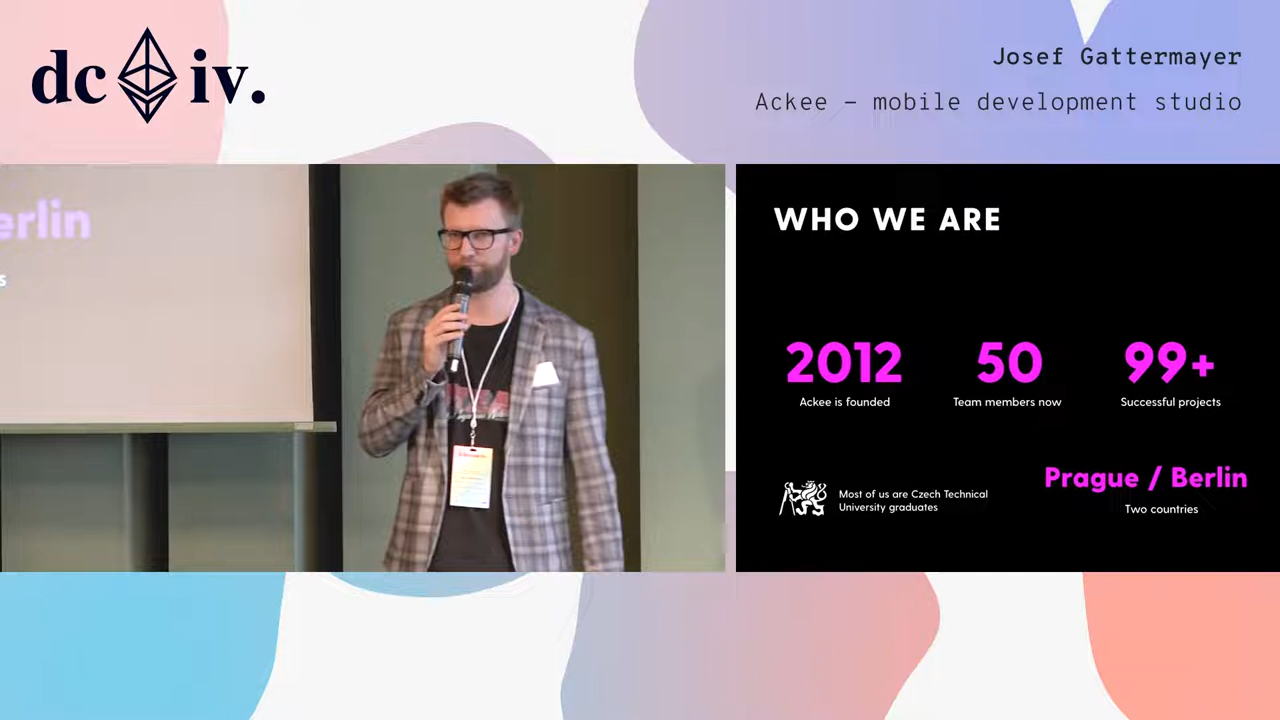 dc iv.
Josef Gattermayer
Ackee – mobile development studio
erlin
s
WHO WE ARE
2012
Ackee is founded
50
Team members now
99+
Successful projects
Most of us are Czech Technical
University graduates
Prague / Berlin
Two countries